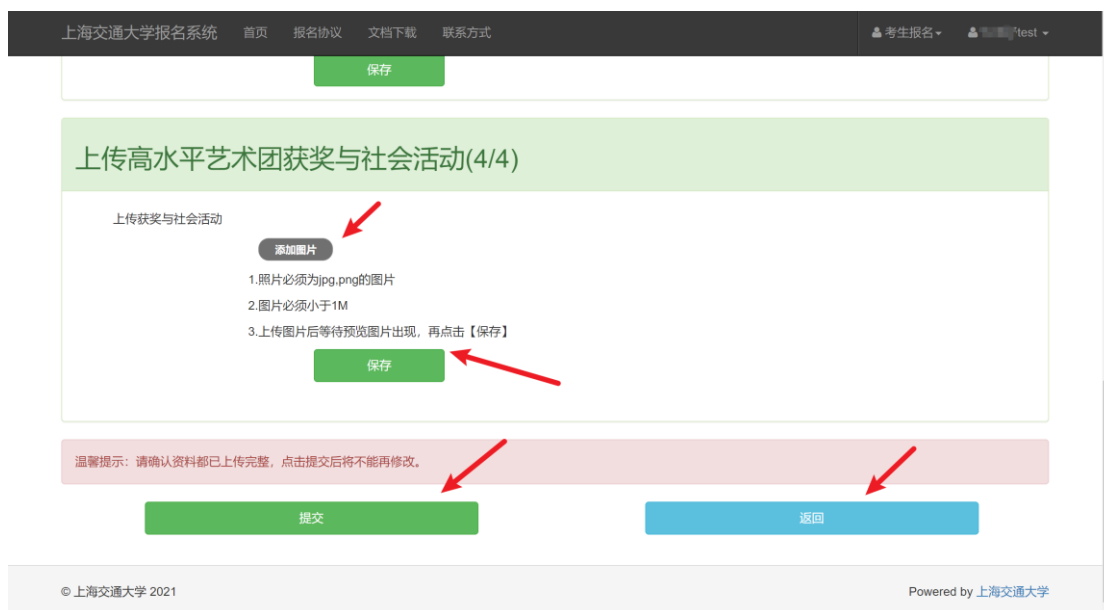 上海交通大学报名系统 首页 报名协议 文档下载 联系方式 考生报名 test
保存
上传高水平艺术团获奖与社会活动(4/4)
上传获奖与社会活动
添加图片
1.照片必须为jpg,png的图片
2.图片必须小于1M
3.上传图片后等待预览图片出现，再点击【保存】
保存
温馨提示：请确认资料都已上传完整，点击提交后将不能再修改。
提交 返回
© 上海交通大学 2021 Powered by 上海交通大学